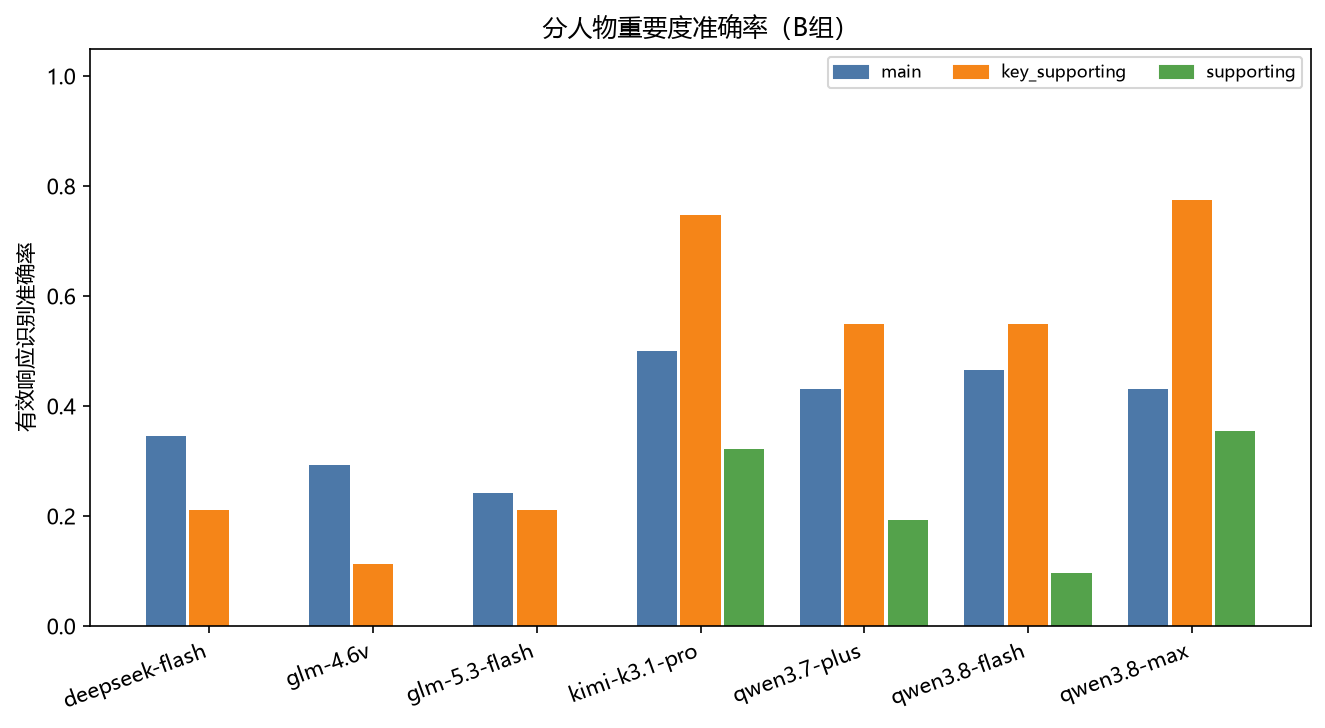 分人物重要度准确率（B组）
main
key_supporting
supporting
有效响应识别准确率
1.0
0.8
0.6
0.4
0.2
0.0
deepseek-flash
glm-4.6v
glm-5.3-flash
kimi-k3.1-pro
qwen3.7-plus
qwen3.8-flash
qwen3.8-max